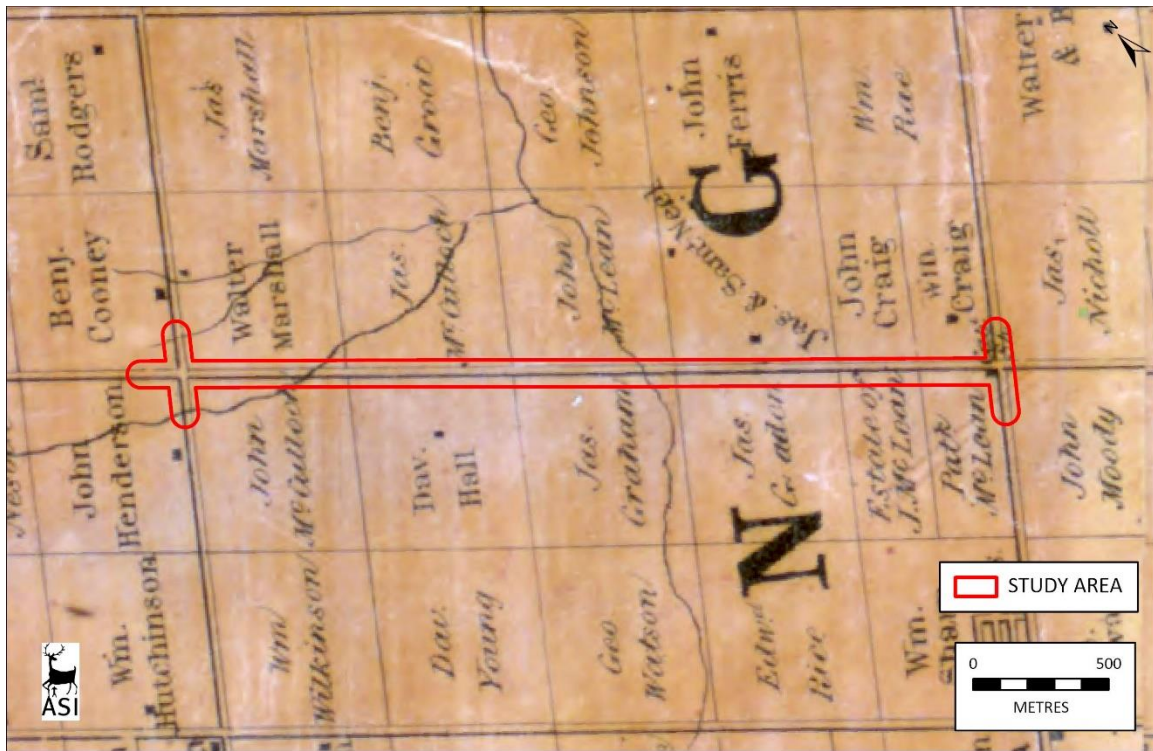 Saml.
Rodgers
Jas
Marshall
Benj.
Groat
Geo
Johnson
John
Ferris
Wm.
Rae
Walter
&
N
Benj.
Cooney
Walter
Marshall
Jas.
John
McLean
Jas. & Saml.
G
John
Craig
Wm
Craig
Jas.
Nicholl
John
Henderson
John
McCulloch
Dav.
Hall
Jas.
Graham
Jas
Estate of
J. McLean
Patk
McLean
John
Moody
Wm.
Hutchinson
Wm
Wilkinson
Dav.
Young
Geo
Watson
N
Edwd
Rice
Wm.
STUDY AREA
0 500
METRES
ASI